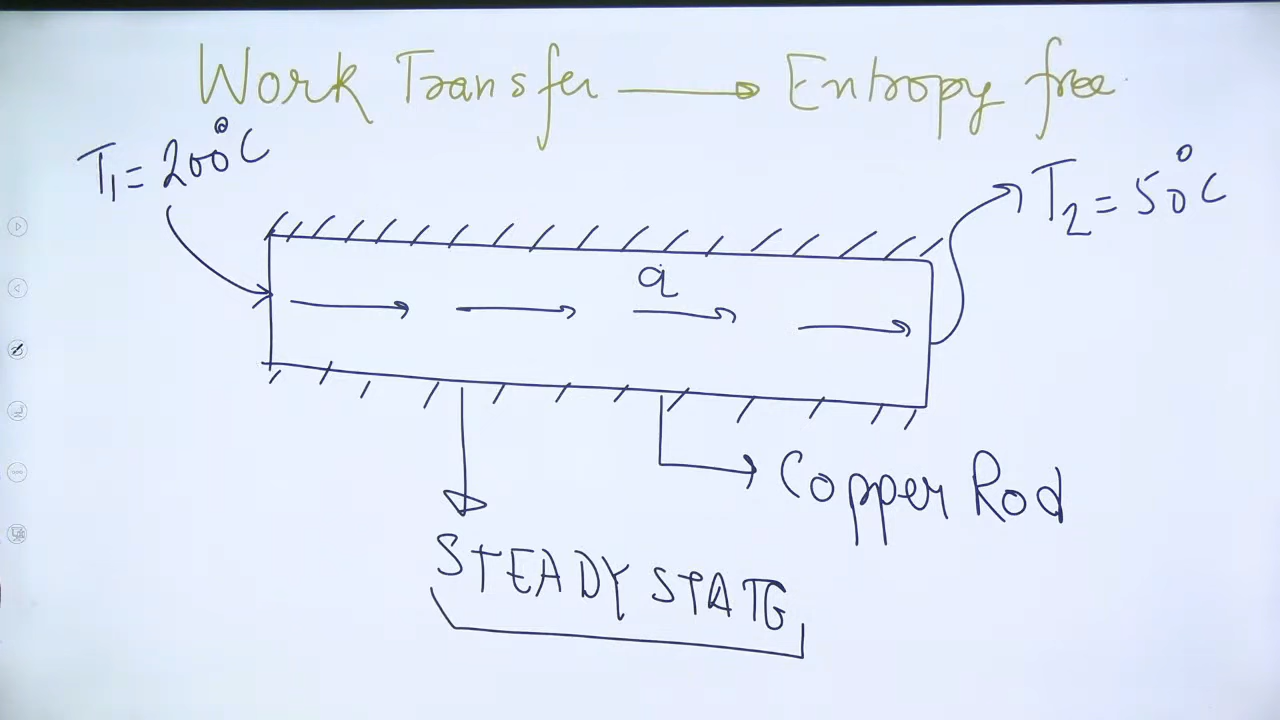 Work Transfer → Entropy free
T₁ = 200°C
T₂ = 50°C
q
Copper Rod
STEADY STATE